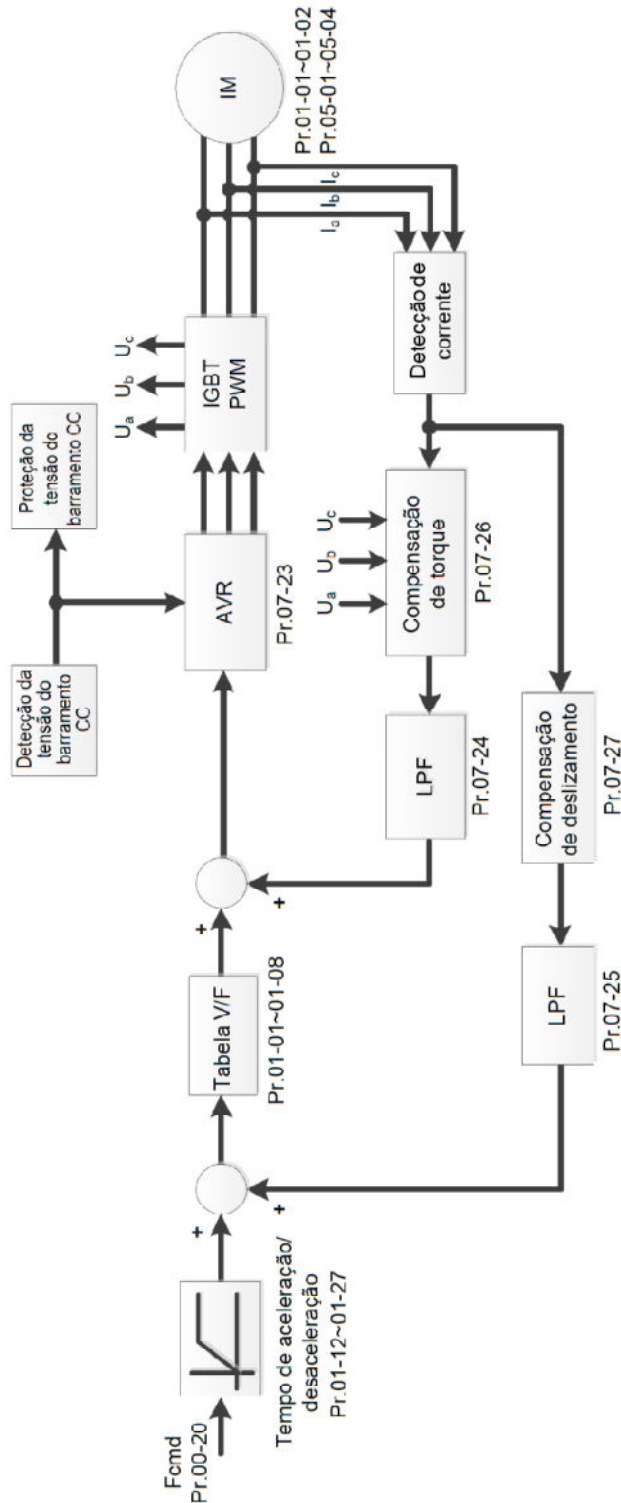 Fcmd
Pr.00-20
Tempo de aceleração/
desaceleração
Pr.01-12~01-27
+
+
Tabela V/F
Pr.01-01~01-08
+
+
Detecção da
tensão do
barramento
CC
Proteção da
tensão do
barramento CC
AVR
Pr.07-23
Ua
Ub
Uc
IGBT
PWM
IM
Pr.01-01~01-02
Pr.05-01~05-04
Ia
Ib
Ic
Detecção de
corrente
Ua
Ub
Uc
Compensação
de torque
Pr.07-26
LPF
Pr.07-24
Compensação
de deslizamento
Pr.07-27
LPF
Pr.07-25